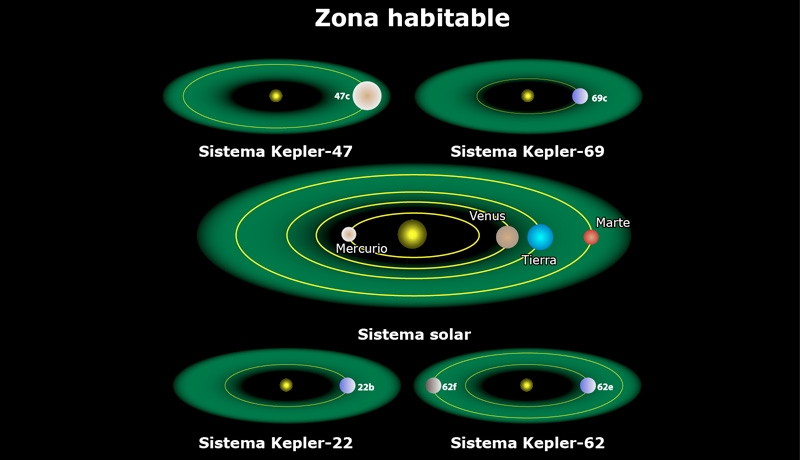 Zona habitable
47c
69c
Sistema Kepler-47
Sistema Kepler-69
Venus
Marte
Mercurio
Tierra
Sistema solar
22b
62f
62e
Sistema Kepler-22
Sistema Kepler-62